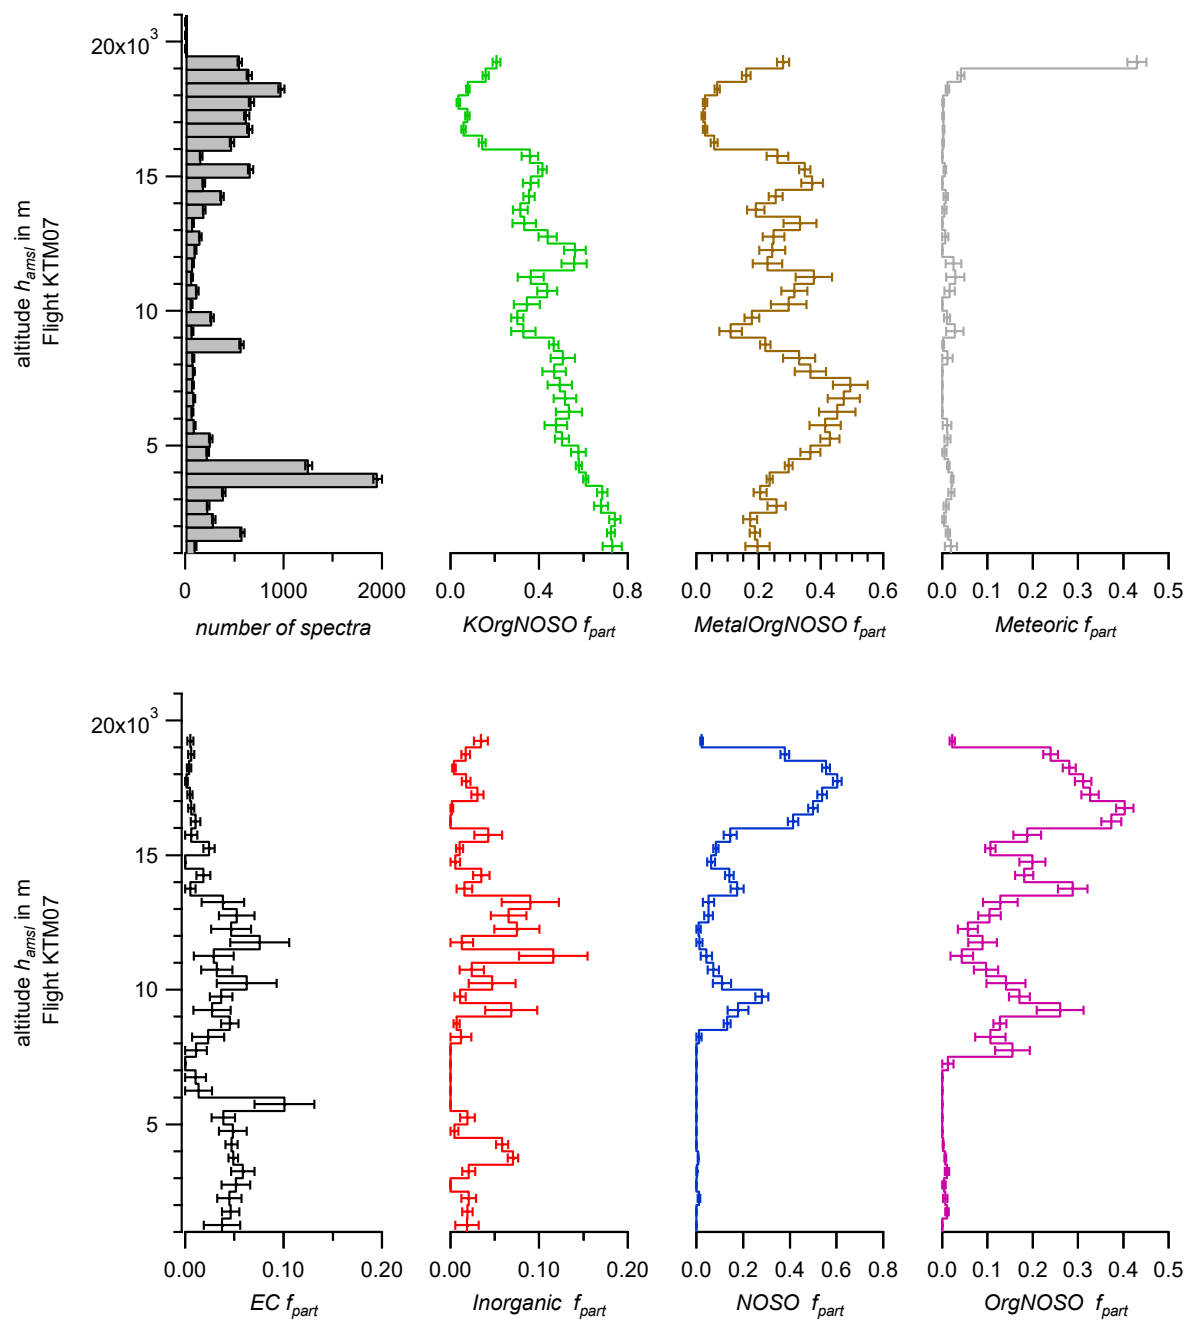 20x10³
15
10
5
altitude h_amsl in m
Flight KTM07
0 1000 2000
number of spectra
0.0 0.4 0.8
KOrgNOSO f_part
0.0 0.2 0.4 0.6
MetalOrgNOSO f_part
0.0 0.1 0.2 0.3 0.4 0.5
Meteoric f_part
20x10³
15
10
5
altitude h_amsl in m
Flight KTM07
0.00 0.10 0.20
EC f_part
0.00 0.10 0.20
Inorganic f_part
0.0 0.2 0.4 0.6 0.8
NOSO f_part
0.0 0.1 0.2 0.3 0.4 0.5
OrgNOSO f_part